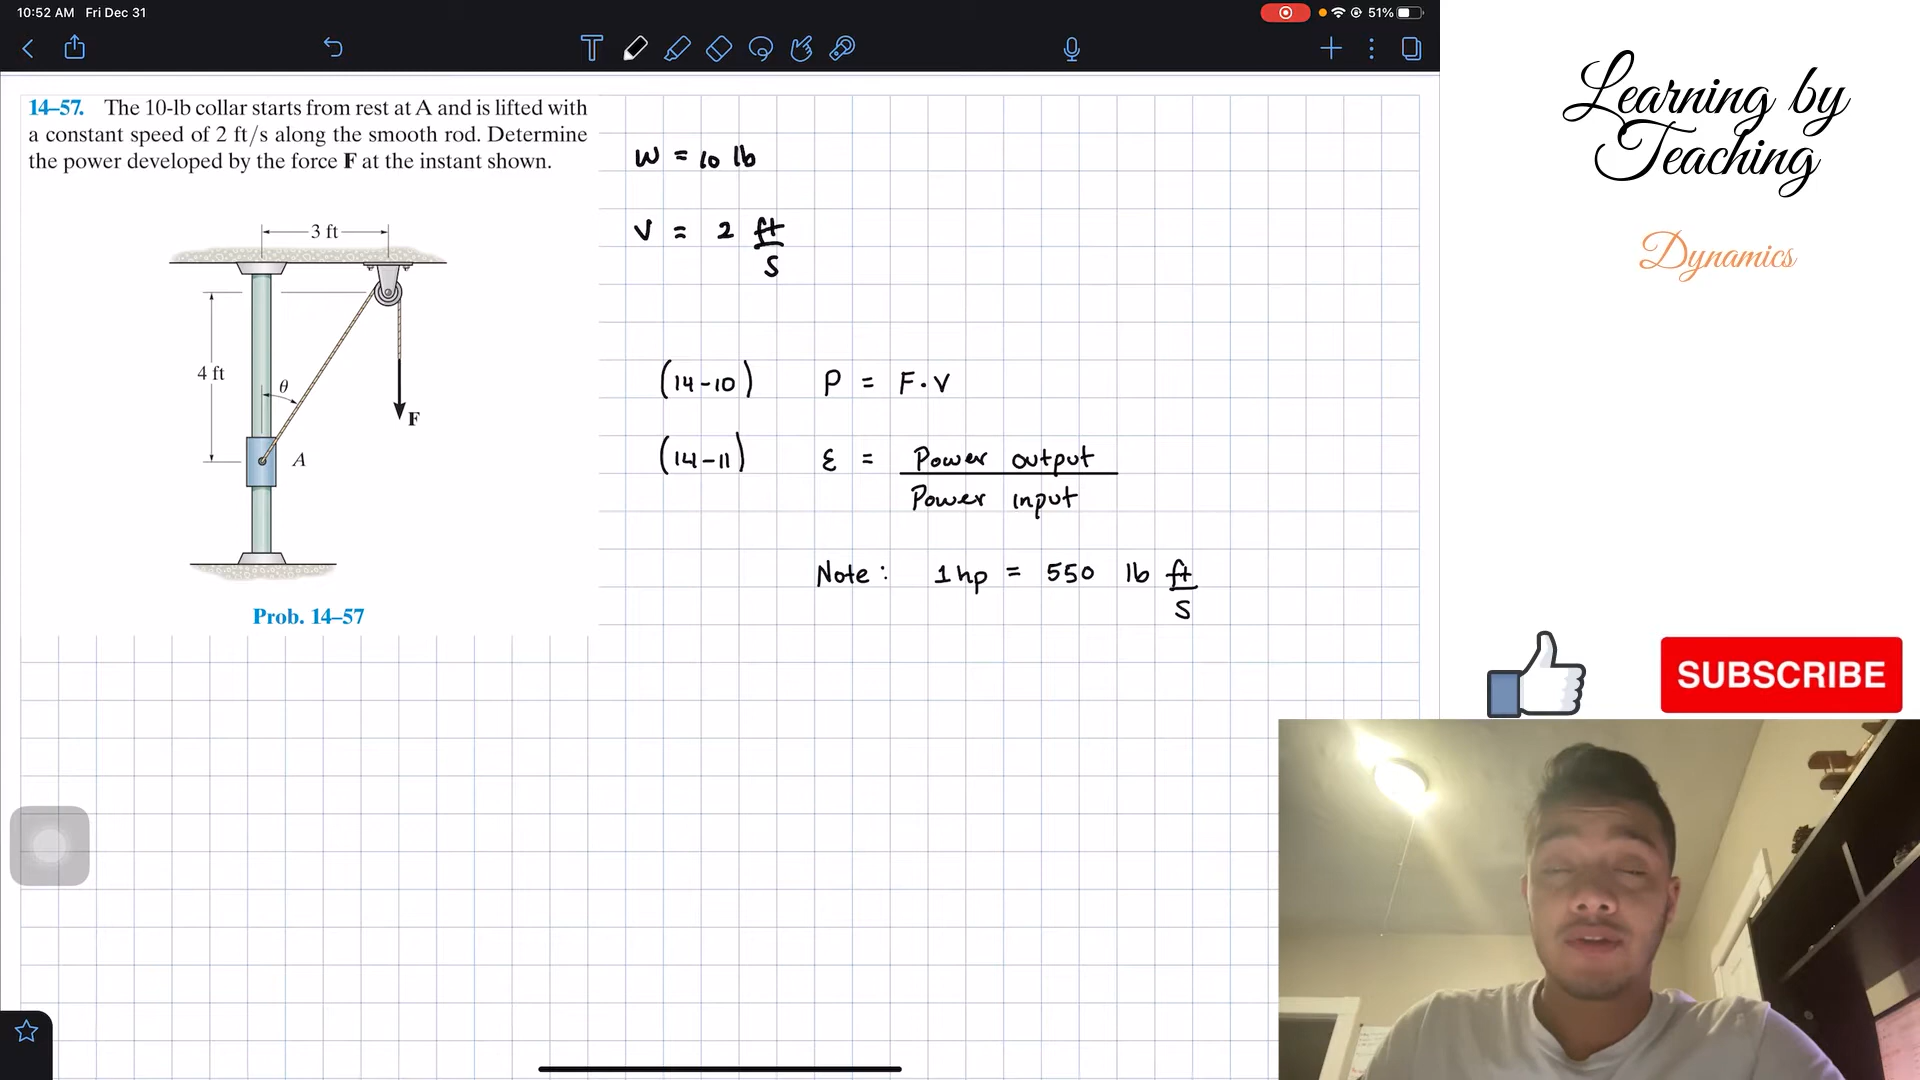 10:52 AM Fri Dec 31
51%
14–57. The 10-lb collar starts from rest at A and is lifted with
a constant speed of 2 ft/s along the smooth rod. Determine
the power developed by the force F at the instant shown.
3 ft
4 ft
θ
F
A
Prob. 14–57
W = 10 lb
V = 2 ft/s
(14-10) P = F·V
(14-11) ε = Power output
Power input
Note: 1hp = 550 lb ft/s
Learning by
Teaching
Dynamics
SUBSCRIBE